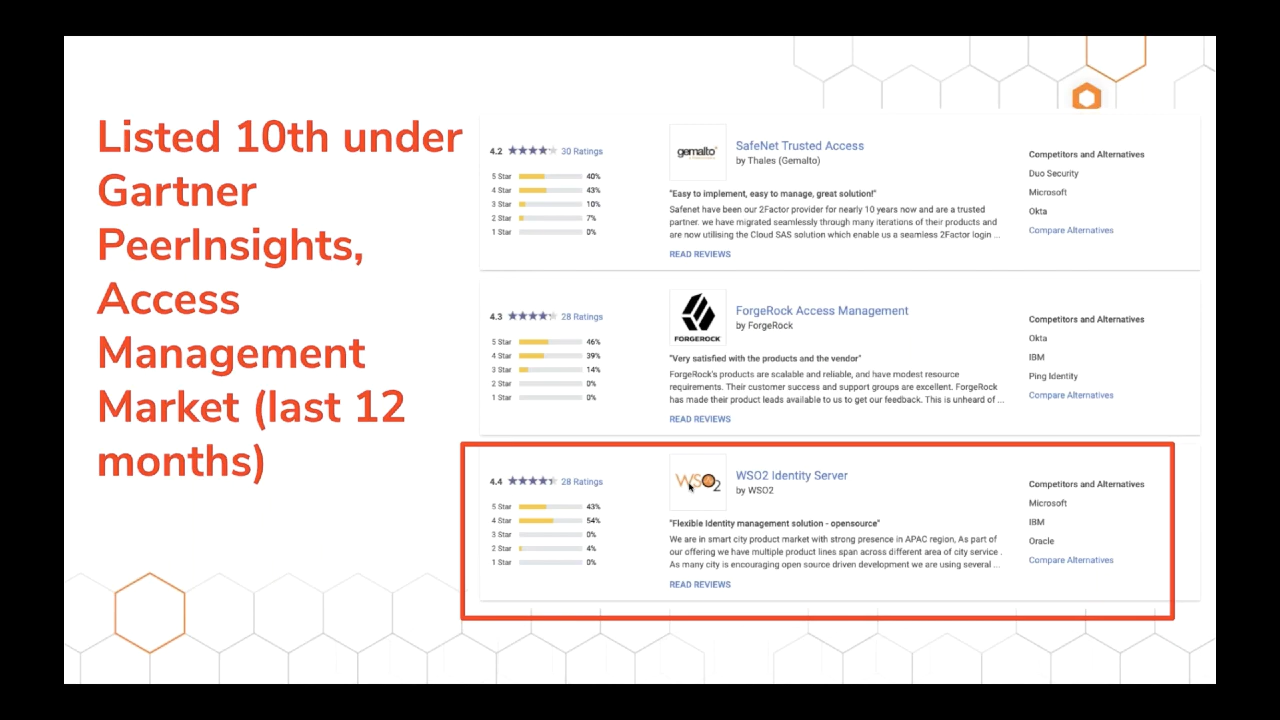 Listed 10th under
Gartner
PeerInsights,
Access
Management
Market (last 12
months)
4.2 30 Ratings
5 Star 40%
4 Star 43%
3 Star 10%
2 Star 7%
1 Star 0%
gemalto
SafeNet Trusted Access
by Thales (Gemalto)
"Easy to implement, easy to manage, great solution!"
Safenet have been our 2Factor provider for nearly 10 years now and are a trusted
partner. we have migrated seamlessly through many iterations of their products and
are now utilising the Cloud SAS solution which enable us a seamless 2Factor login ...
READ REVIEWS
Competitors and Alternatives
Duo Security
Microsoft
Okta
Compare Alternatives
4.3 28 Ratings
5 Star 46%
4 Star 39%
3 Star 14%
2 Star 0%
1 Star 0%
FORGEROCK
ForgeRock Access Management
by ForgeRock
"Very satisfied with the products and the vendor"
ForgeRock's products are scalable and reliable, and have modest resource
requirements. Their customer success and support groups are excellent. ForgeRock
has made their product leads available to us to get our feedback. This is unheard of ...
READ REVIEWS
Competitors and Alternatives
Okta
IBM
Ping Identity
Compare Alternatives
4.4 28 Ratings
5 Star 43%
4 Star 54%
3 Star 0%
2 Star 4%
1 Star 0%
WSO2
WSO2 Identity Server
by WSO2
"Flexible Identity management solution - opensource"
We are in smart city product market with strong presence in APAC region, As part of
our offering we have multiple product lines span across different area of city service .
As many city is encouraging open source driven development we are using several ...
READ REVIEWS
Competitors and Alternatives
Microsoft
IBM
Oracle
Compare Alternatives